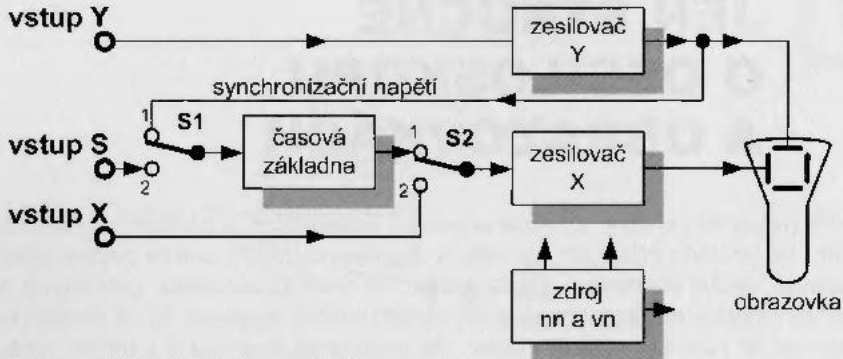 vstup Y
zesilovač
Y
synchronizační napětí
1
S1
vstup S
2
časová
základna
1
S2
2
zesilovač
X
vstup X
zdroj
nn a vn
obrazovka